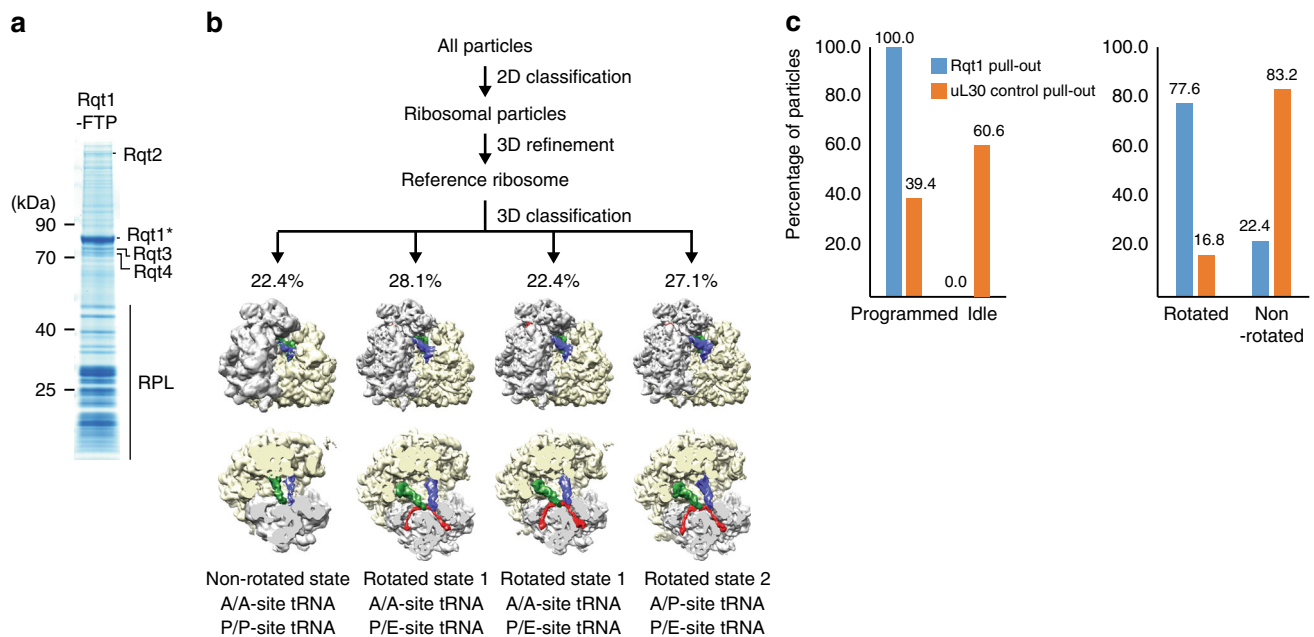 a
Rqt1
-FTP
(kDa)
90
70
40
25
Rqt2
Rqt1*
Rqt3
Rqt4
RPL
b
All particles
2D classification
Ribosomal particles
3D refinement
Reference ribosome
3D classification
22.4%
28.1%
22.4%
27.1%
Non-rotated state
A/A-site tRNA
P/P-site tRNA
Rotated state 1
A/A-site tRNA
P/E-site tRNA
Rotated state 1
A/A-site tRNA
P/E-site tRNA
Rotated state 2
A/P-site tRNA
P/E-site tRNA
c
Percentage of particles
100.0
80.0
60.0
40.0
20.0
100.0
39.4
0.0
60.6
Programmed
Idle
Rqt1 pull-out
uL30 control pull-out
100.0
80.0
60.0
40.0
20.0
77.6
16.8
22.4
83.2
Rotated
Non
-rotated